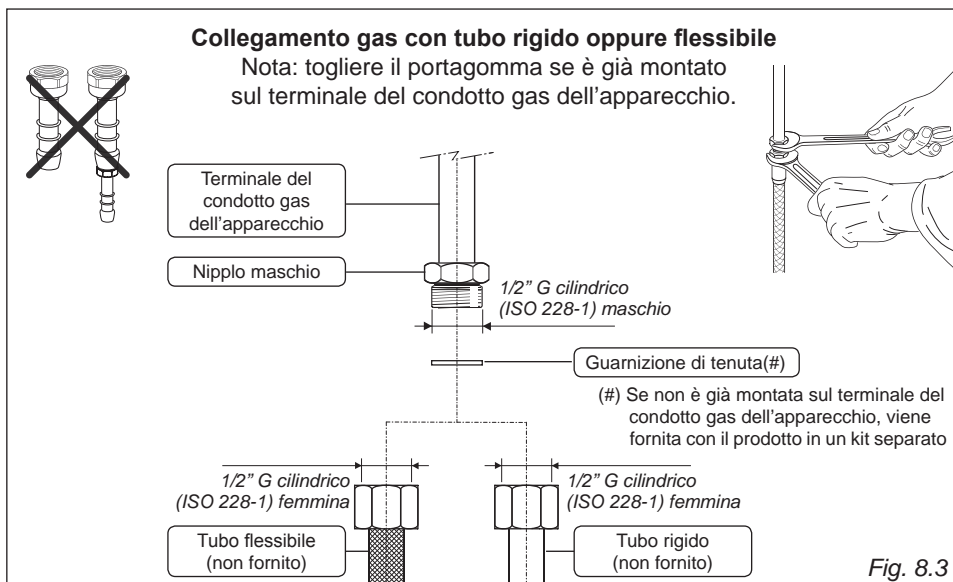 Collegamento gas con tubo rigido oppure flessibile
Nota: togliere il portagomma se è già montato
sul terminale del condotto gas dell’apparecchio.
Terminale del
condotto gas
dell’apparecchio
Nipplo maschio
1/2” G cilindrico
(ISO 228-1) maschio
Guarnizione di tenuta(#)
(#) Se non è già montata sul terminale del
condotto gas dell’apparecchio, viene
fornita con il prodotto in un kit separato
1/2” G cilindrico
(ISO 228-1) femmina
1/2” G cilindrico
(ISO 228-1) femmina
Tubo flessibile
(non fornito)
Tubo rigido
(non fornito)
Fig. 8.3